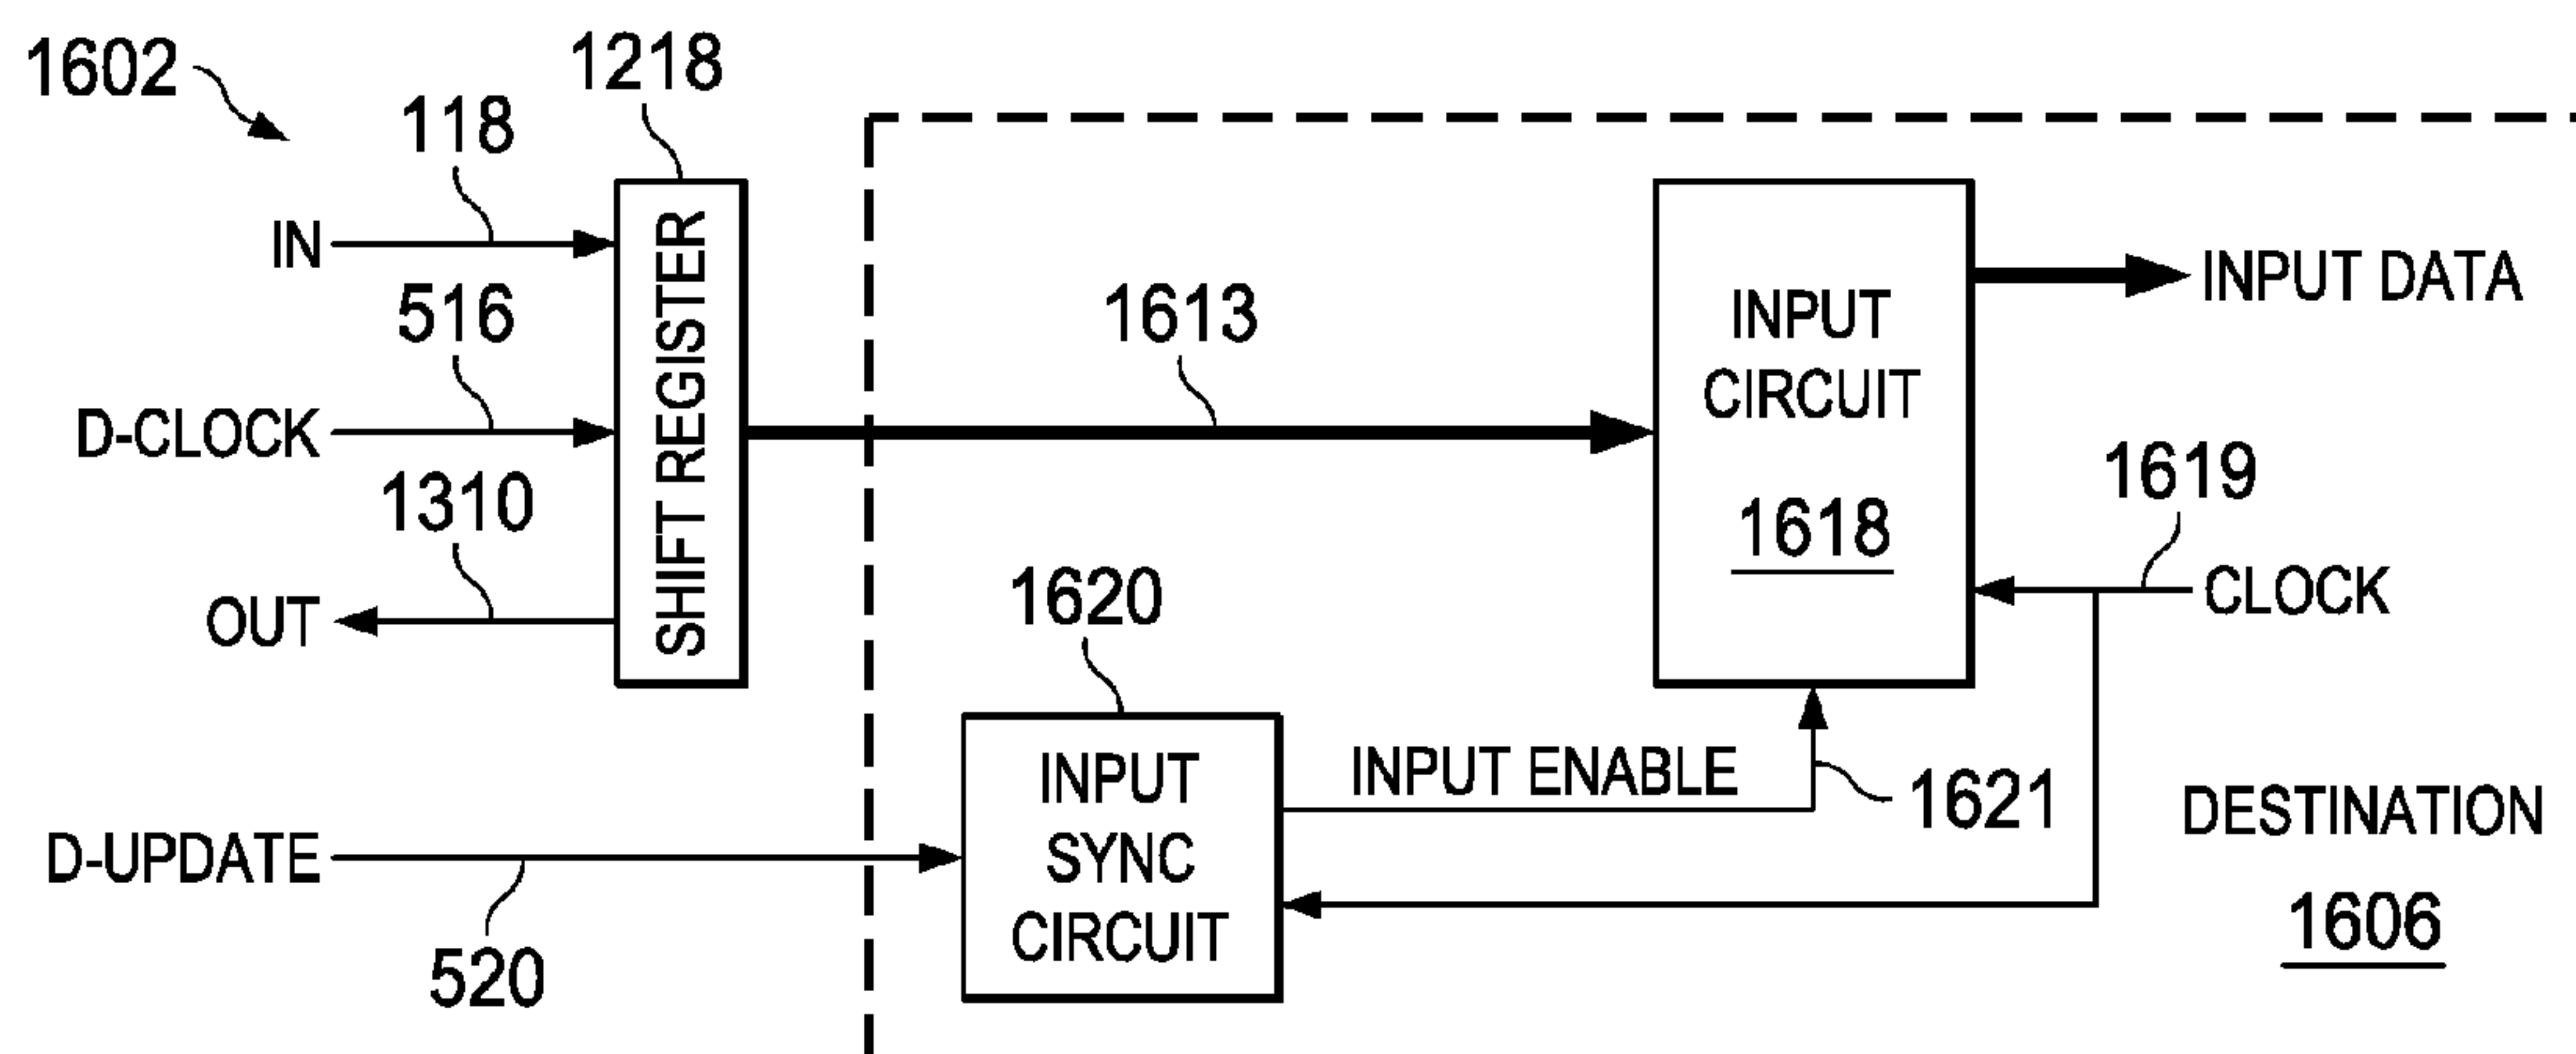 1602
1218
118
IN
516
D-CLOCK
1310
OUT
SHIFT REGISTER
1613
INPUT
CIRCUIT
1618
INPUT DATA
1619
CLOCK
1620
INPUT
SYNC
CIRCUIT
INPUT ENABLE
1621
D-UPDATE
520
DESTINATION
1606